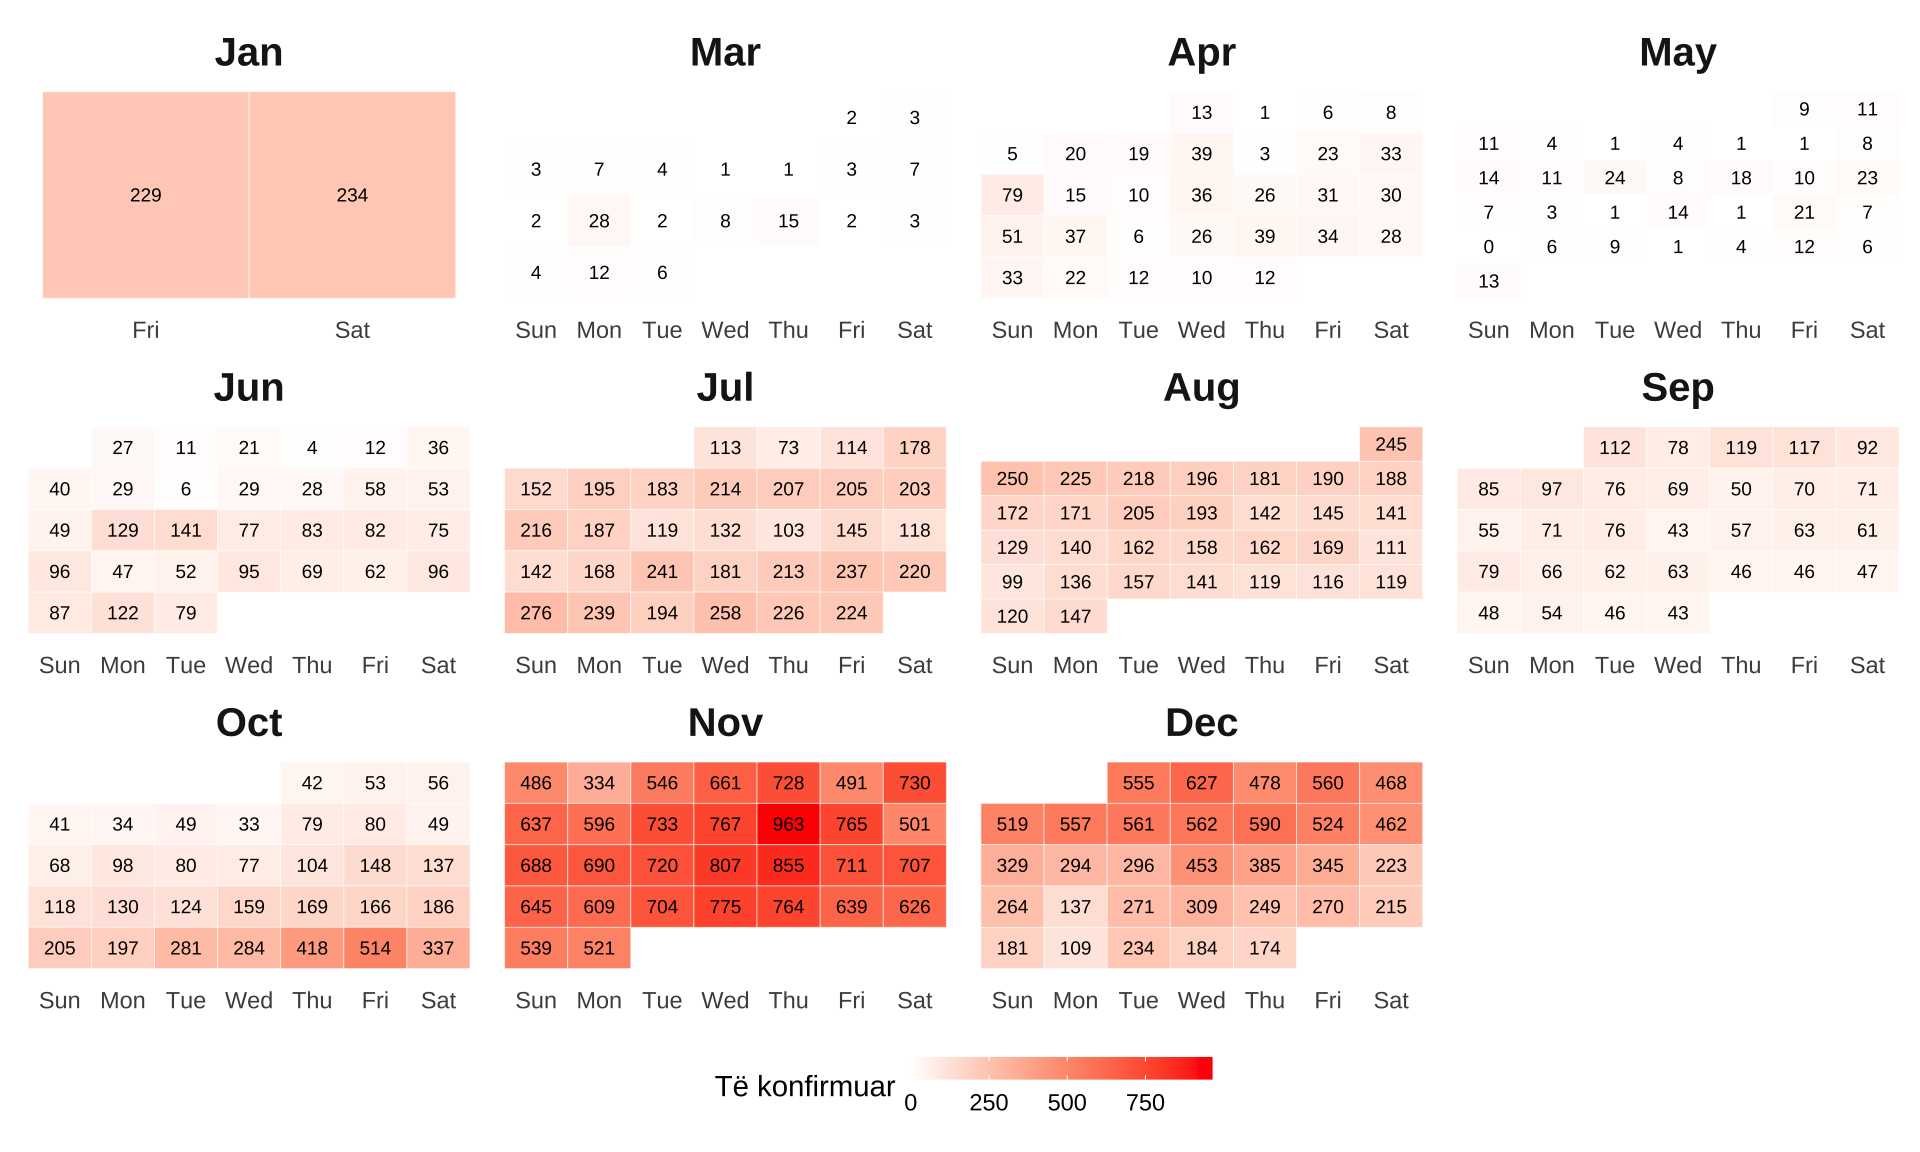 Jan Mar Apr May
229 234
Fri Sat
2 3
3 7 4 1 1 3 7
2 28 2 8 15 2 3
4 12 6
Sun Mon Tue Wed Thu Fri Sat
13 1 6 8
5 20 19 39 3 23 33
79 15 10 36 26 31 30
51 37 6 26 39 34 28
33 22 12 10 12
Sun Mon Tue Wed Thu Fri Sat
9 11
11 4 1 4 1 1 8
14 11 24 8 18 10 23
7 3 1 14 1 21 7
0 6 9 1 4 12 6
13
Sun Mon Tue Wed Thu Fri Sat
Jun Jul Aug Sep
27 11 21 4 12 36
40 29 6 29 28 58 53
49 129 141 77 83 82 75
96 47 52 95 69 62 96
87 122 79
Sun Mon Tue Wed Thu Fri Sat
113 73 114 178
152 195 183 214 207 205 203
216 187 119 132 103 145 118
142 168 241 181 213 237 220
276 239 194 258 226 224
Sun Mon Tue Wed Thu Fri Sat
245
250 225 218 196 181 190 188
172 171 205 193 142 145 141
129 140 162 158 162 169 111
99 136 157 141 119 116 119
120 147
Sun Mon Tue Wed Thu Fri Sat
112 78 119 117 92
85 97 76 69 50 70 71
55 71 76 43 57 63 61
79 66 62 63 46 46 47
48 54 46 43
Sun Mon Tue Wed Thu Fri Sat
Oct Nov Dec
42 53 56
41 34 49 33 79 80 49
68 98 80 77 104 148 137
118 130 124 159 169 166 186
205 197 281 284 418 514 337
Sun Mon Tue Wed Thu Fri Sat
486 334 546 661 728 491 730
637 596 733 767 963 765 501
688 690 720 807 855 711 707
645 609 704 775 764 639 626
539 521
Sun Mon Tue Wed Thu Fri Sat
555 627 478 560 468
519 557 561 562 590 524 462
329 294 296 453 385 345 223
264 137 271 309 249 270 215
181 109 234 184 174
Sun Mon Tue Wed Thu Fri Sat
Të konfirmuar
0 250 500 750